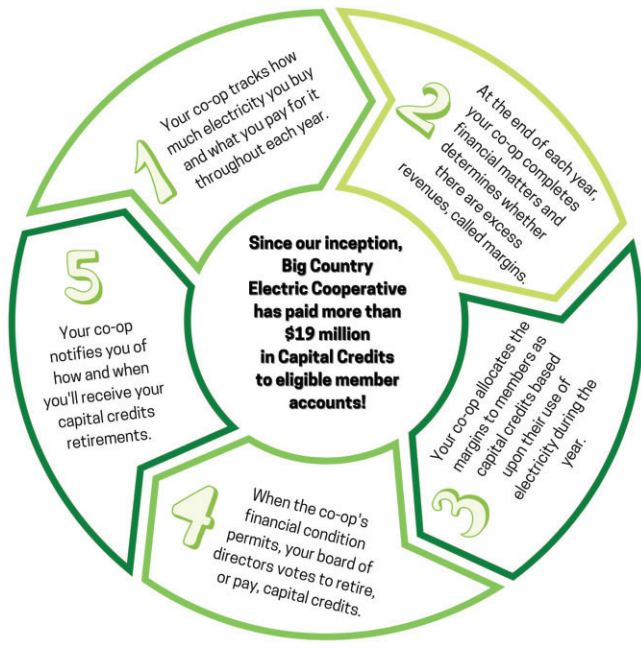 1
Your co-op tracks how
much electricity you buy
and what you pay for it
throughout each year.
2
At the end of each year,
your co-op completes
financial matters and
determines whether
there are excess
revenues, called margins.
3
Your co-op allocates the
margins to members as
capital credits based
upon their use of
electricity during the
year.
4
When the co-op's
financial condition
permits, your board of
directors votes to retire,
or pay, capital credits.
5
Your co-op
notifies you of
how and when
you'll receive your
capital credits
retirements.
Since our inception,
Big Country
Electric Cooperative
has paid more than
$19 million
in Capital Credits
to eligible member
accounts!